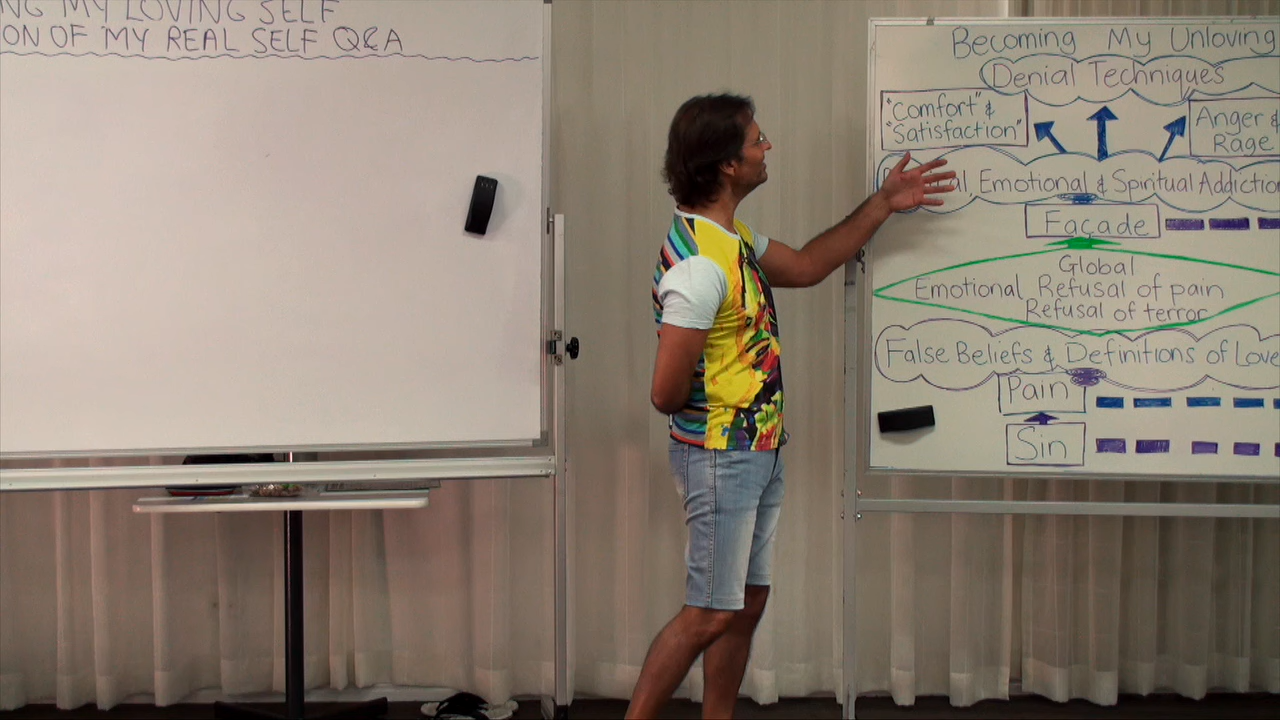 MY LOVING SELF
ON OF MY REAL SELF Q&A
Becoming My Unloving
Denial Techniques
"Comfort" &
"Satisfaction"
Anger &
Rage
al, Emotional & Spiritual Addiction
Façade
Global
Emotional Refusal of pain
Refusal of terror
False Beliefs & Definitions of Love
Pain
Sin